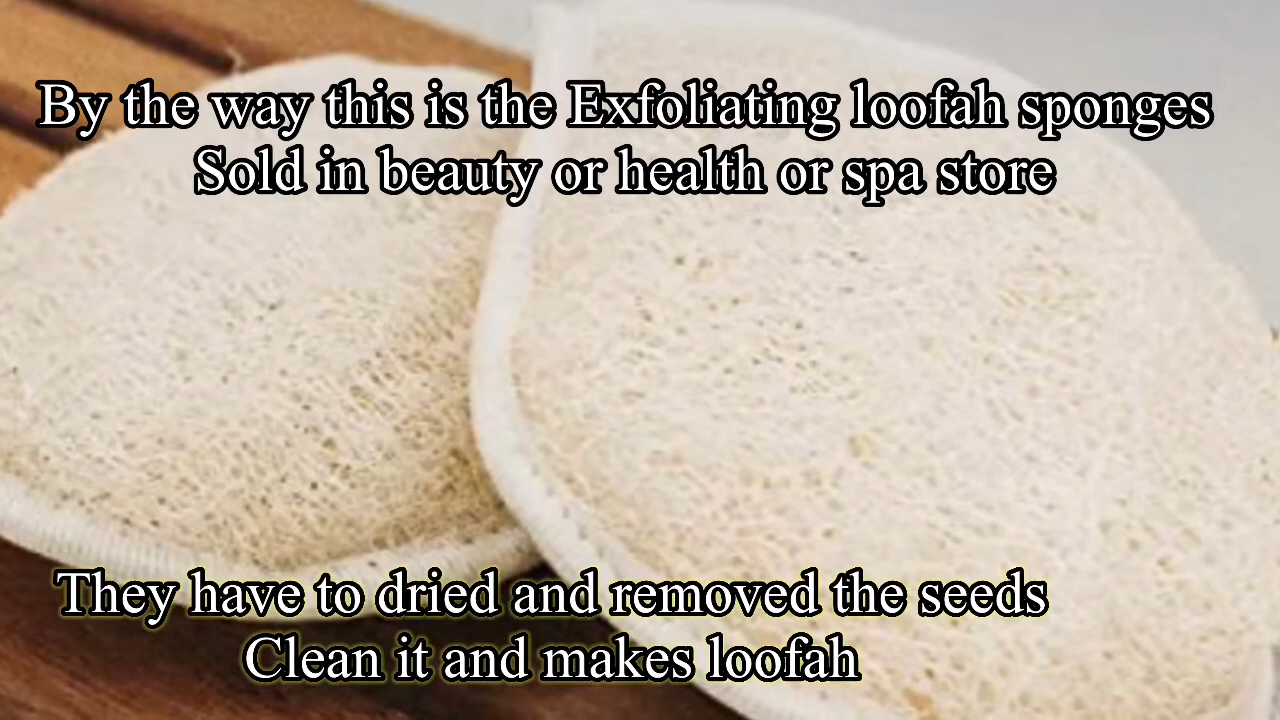 By the way this is the Exfoliating loofah sponges
Sold in beauty or health or spa store
They have to dried and removed the seeds
Clean it and makes loofah